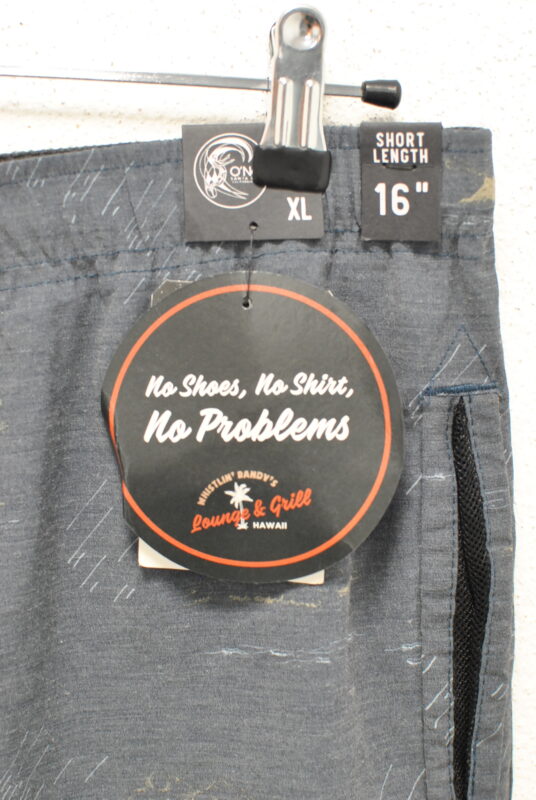 XL
SHORT
LENGTH
16"
No Shoes, No Shirt,
No Problems
WHISTLIN' DANDY'S
Lounge & Grill
HAWAII